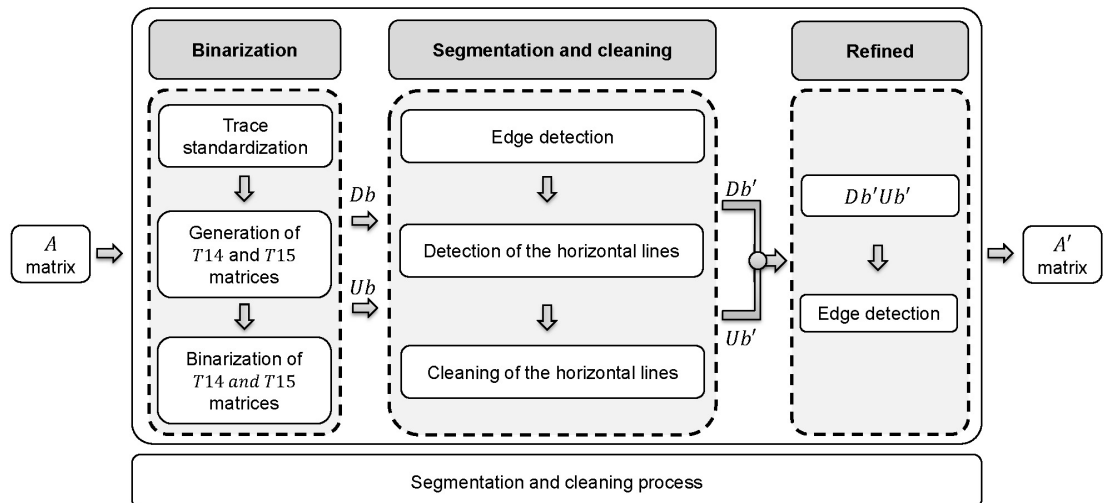 Binarization
Segmentation and cleaning
Refined
Trace
standardization
Generation of
T14 and T15
matrices
Binarization of
T14 and T15
matrices
Edge detection
Detection of the horizontal lines
Cleaning of the horizontal lines
Db'Ub'
Edge detection
A
matrix
Db
Ub
Db'
Ub'
A'
matrix
Segmentation and cleaning process